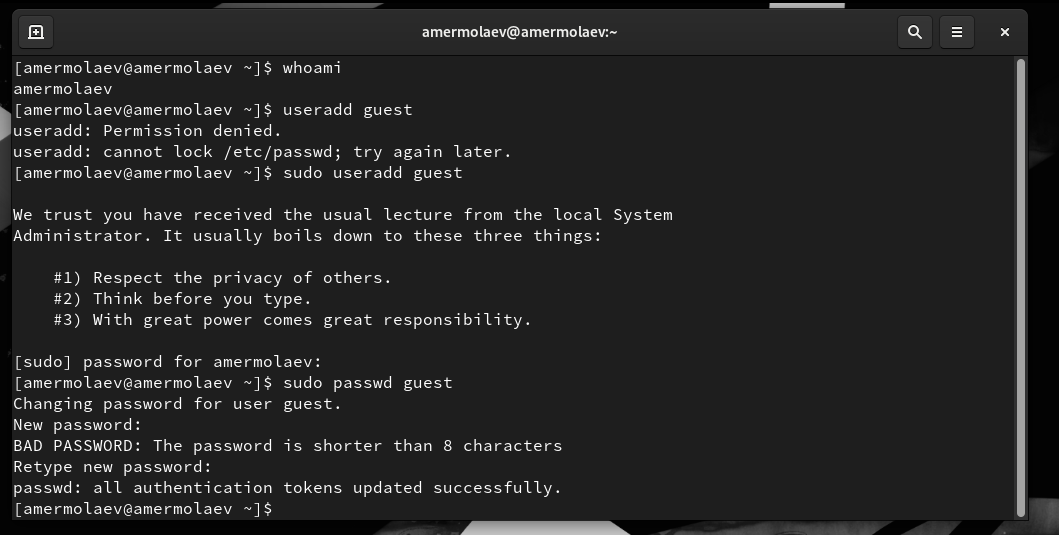 amermolaev@amermolaev:~
[amermolaev@amermolaev ~]$ whoami
amermolaev
[amermolaev@amermolaev ~]$ useradd guest
useradd: Permission denied.
useradd: cannot lock /etc/passwd; try again later.
[amermolaev@amermolaev ~]$ sudo useradd guest
We trust you have received the usual lecture from the local System
Administrator. It usually boils down to these three things:
#1) Respect the privacy of others.
#2) Think before you type.
#3) With great power comes great responsibility.
[sudo] password for amermolaev:
[amermolaev@amermolaev ~]$ sudo passwd guest
Changing password for user guest.
New password:
BAD PASSWORD: The password is shorter than 8 characters
Retype new password:
passwd: all authentication tokens updated successfully.
[amermolaev@amermolaev ~]$